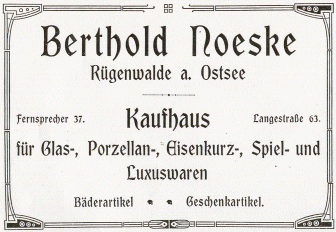 Berthold Noeske
Rügenwalde a. Ostsee
Fernsprecher 37. Kaufhaus Langestraße 63.
für Glas-, Porzellan-, Eisenkurz-, Spiel- und
Luxuswaren
Bäderartikel Geschenkartikel.